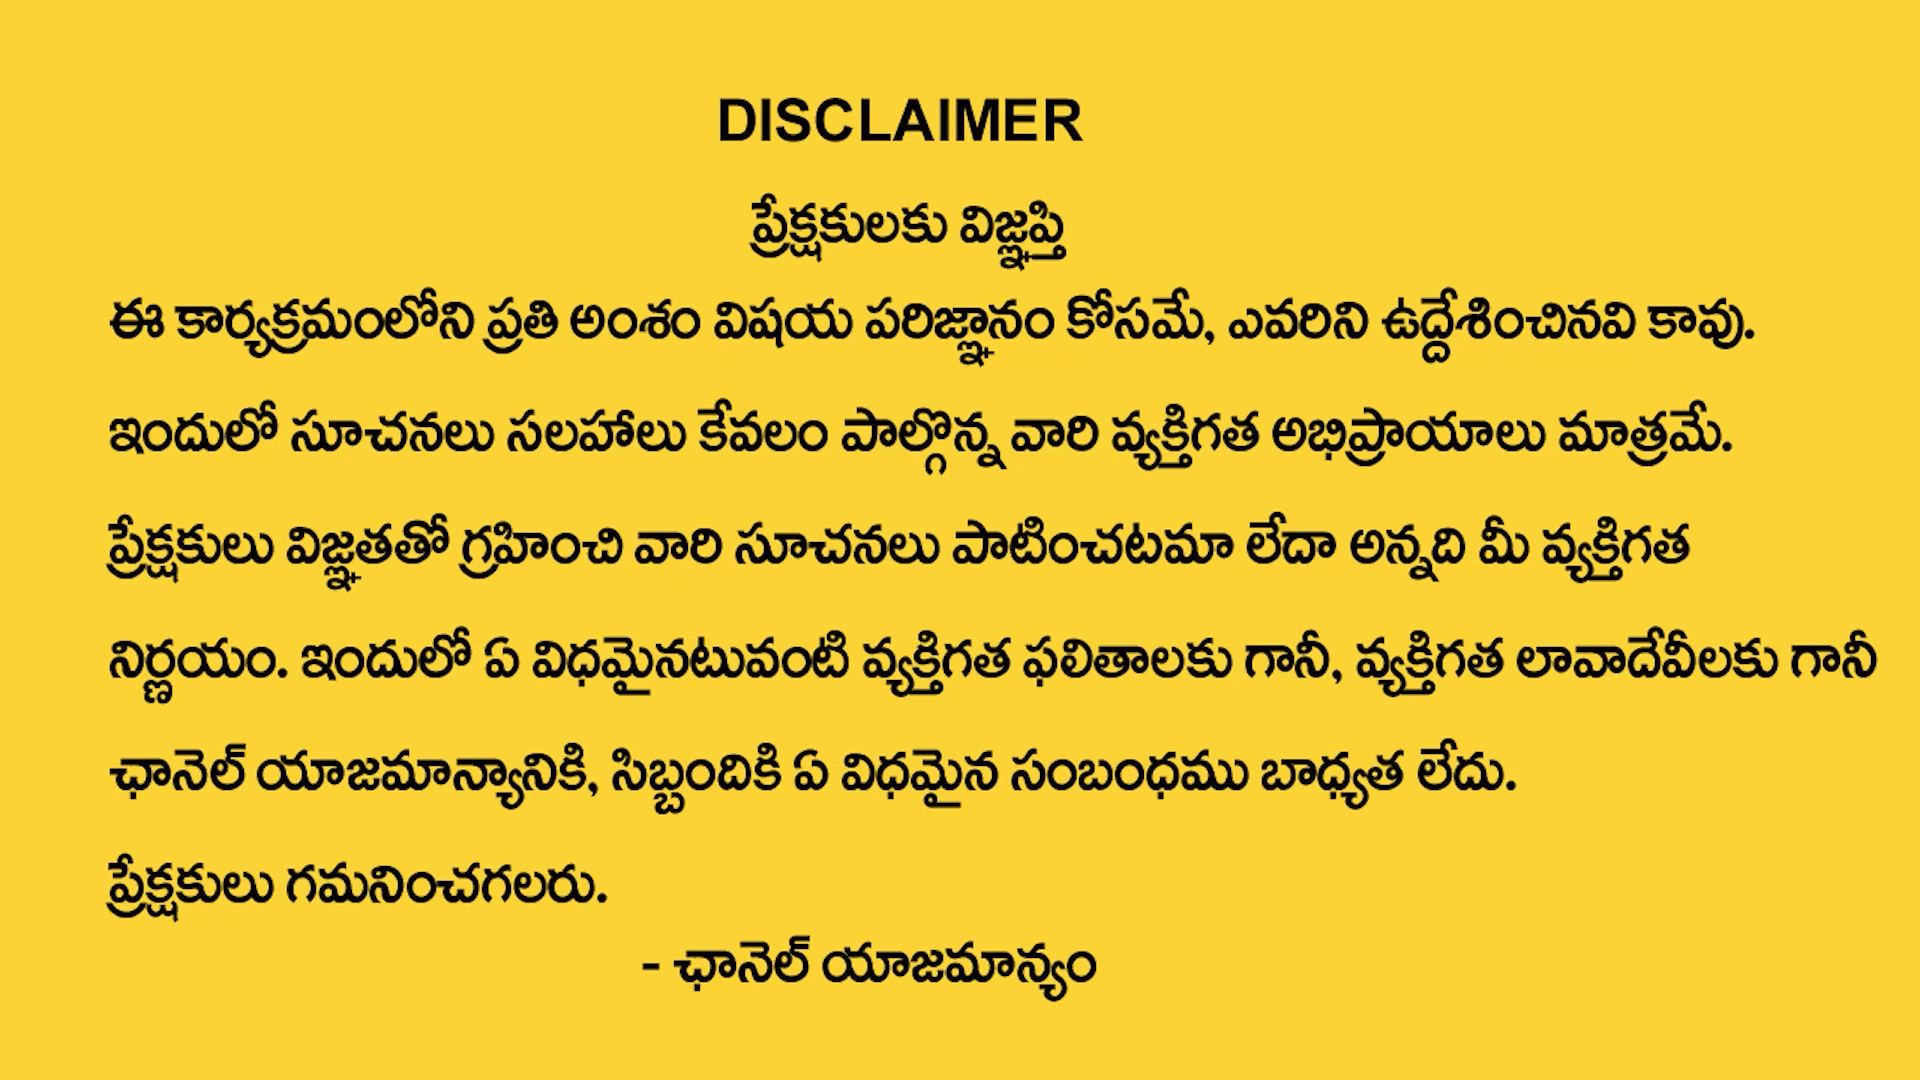 DISCLAIMER
ప్రేక్షకులకు విజ్ఞప్తి
ఈ కార్యక్రమంలోని ప్రతి అంశం విషయ పరిజ్ఞానం కోసమే, ఎవరిని ఉద్దేశించినవి కావు.
ఇందులో సూచనలు సలహాలు కేవలం పాల్గొన్న వారి వ్యక్తిగత అభిప్రాయాలు మాత్రమే.
ప్రేక్షకులు విజ్ఞతతో గ్రహించి వారి సూచనలు పాటించటమా లేదా అన్నది మీ వ్యక్తిగత
నిర్ణయం. ఇందులో ఏ విధమైనటువంటి వ్యక్తిగత ఫలితాలకు గానీ, వ్యక్తిగత లావాదేవీలకు గానీ
ఛానెల్ యాజమాన్యానికి, సిబ్బందికి ఏ విధమైన సంబంధము బాధ్యత లేదు.
ప్రేక్షకులు గమనించగలరు.
- ఛానెల్ యాజమాన్యం